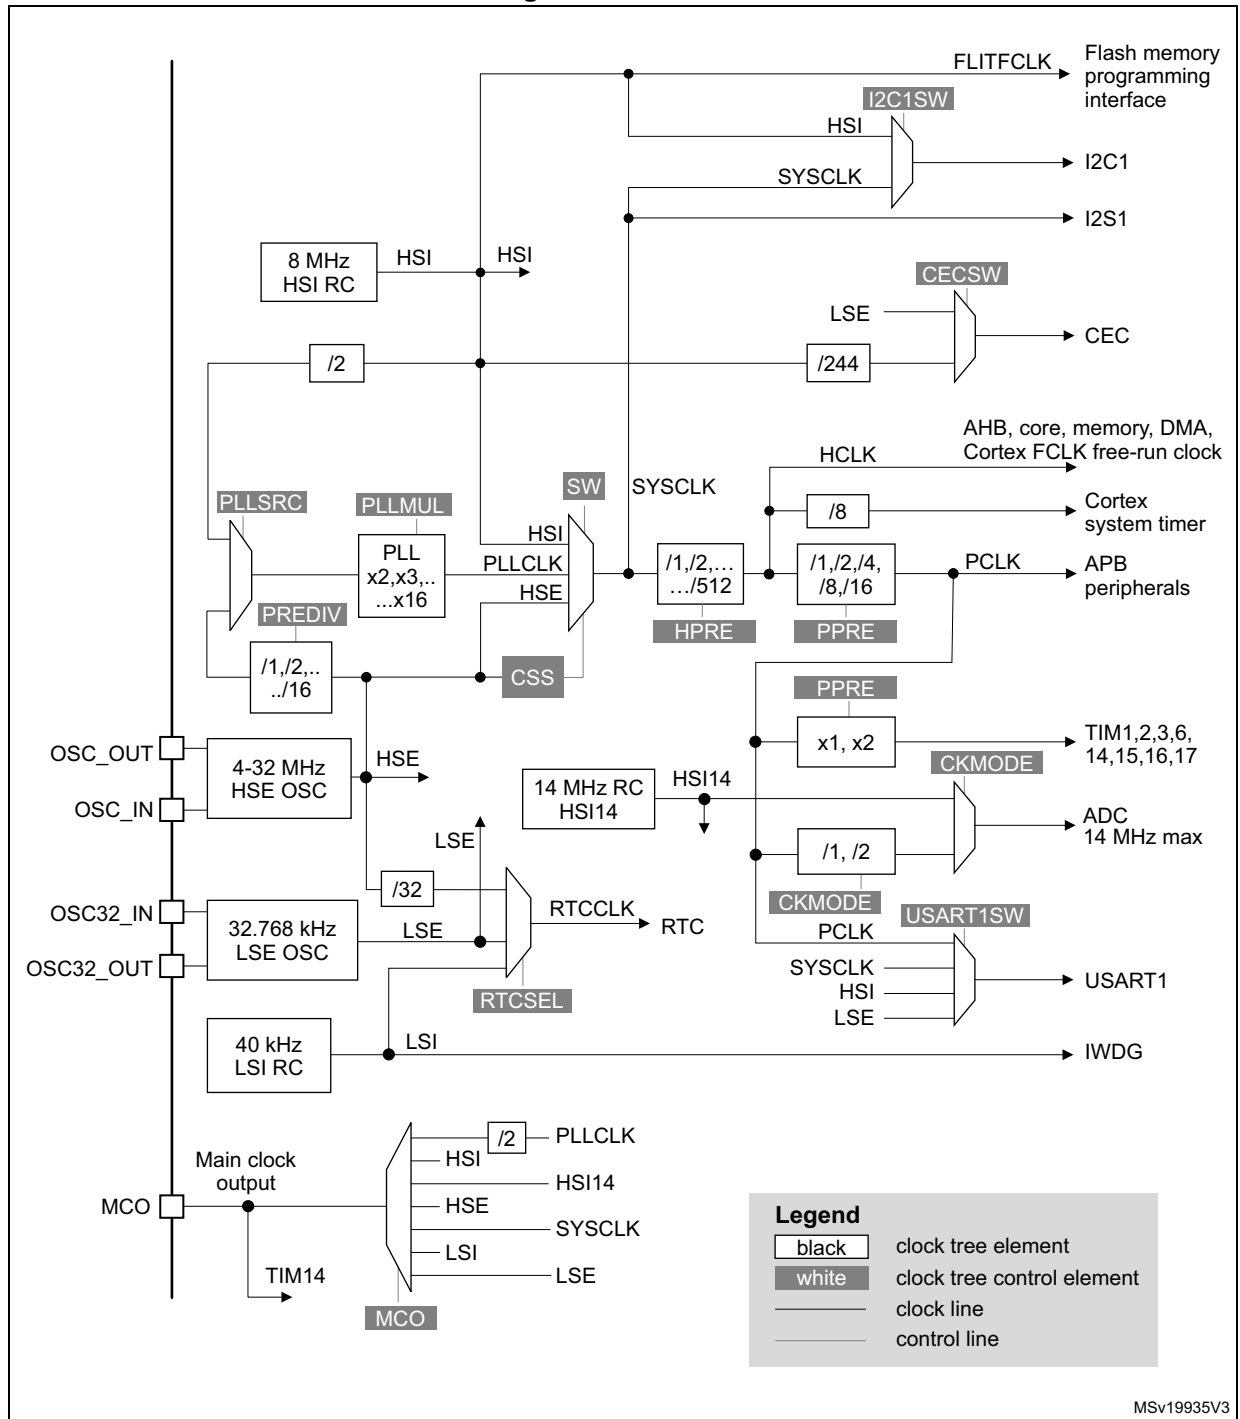 FLITFCLK
Flash memory
programming
interface
I2C1SW
HSI
I2C1
SYSCLK
I2S1
8 MHz
HSI RC
HSI
HSI
CECSW
LSE
CEC
/2
/244
AHB, core, memory, DMA,
Cortex FCLK free-run clock
HCLK
SW
SYSCLK
PLLSRC
PLLMUL
/8
Cortex
system timer
HSI
PLL
x2,x3,..
...x16
PLLCLK
HSE
/1,/2,...
.../512
/1,/2,/4,
/8,/16
PCLK
APB
peripherals
PREDIV
HPRE
PPRE
/1,/2,..
../16
CSS
PPRE
OSC_OUT
OSC_IN
4-32 MHz
HSE OSC
HSE
x1, x2
TIM1,2,3,6,
14,15,16,17
14 MHz RC
HSI14
HSI14
CKMODE
ADC
14 MHz max
LSE
/1, /2
/32
CKMODE
OSC32_IN
OSC32_OUT
32.768 kHz
LSE OSC
LSE
RTCCLK
RTC
USART1SW
PCLK
SYSCLK
HSI
LSE
USART1
RTCSEL
40 kHz
LSI RC
LSI
IWDG
/2
PLLCLK
Main clock
output
HSI
HSI14
MCO
HSE
SYSCLK
LSI
TIM14
LSE
MCO
Legend
black
clock tree element
white
clock tree control element
clock line
control line
MSv19935V3